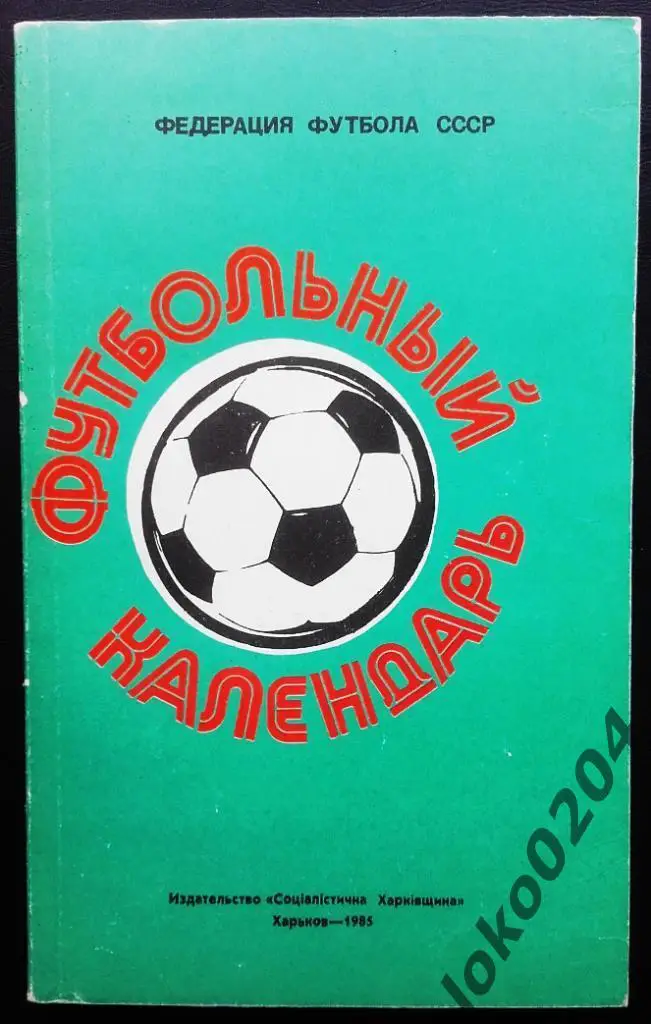 ФЕДЕРАЦИЯ ФУТБОЛА СССР
ФУТБОЛЬНЫЙ
КАЛЕНДАРЬ
Издательство «Соціалістична Харківщина»
Харьков—1985
loko0204